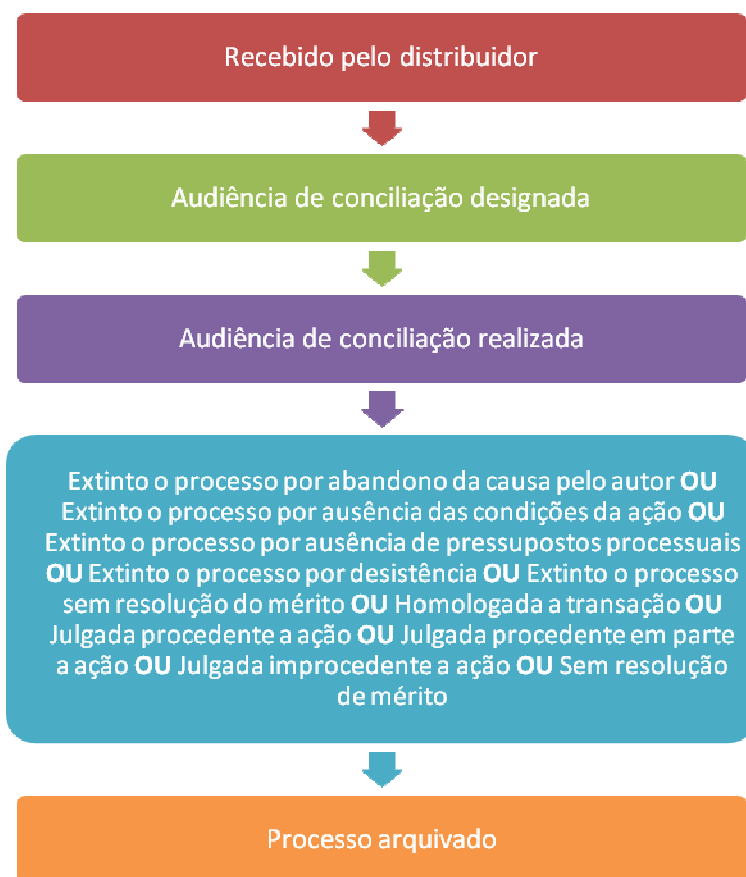 Recebido pelo distribuidor
Audiência de conciliação designada
Audiência de conciliação realizada
Extinto o processo por abandono da causa pelo autor OU
Extinto o processo por ausência das condições da ação OU
Extinto o processo por ausência de pressupostos processuais
OU Extinto o processo por desistência OU Extinto o processo
sem resolução do mérito OU Homologada a transação OU
Julgada procedente a ação OU Julgada procedente em parte
a ação OU Julgada improcedente a ação OU Sem resolução
de mérito
Processo arquivado